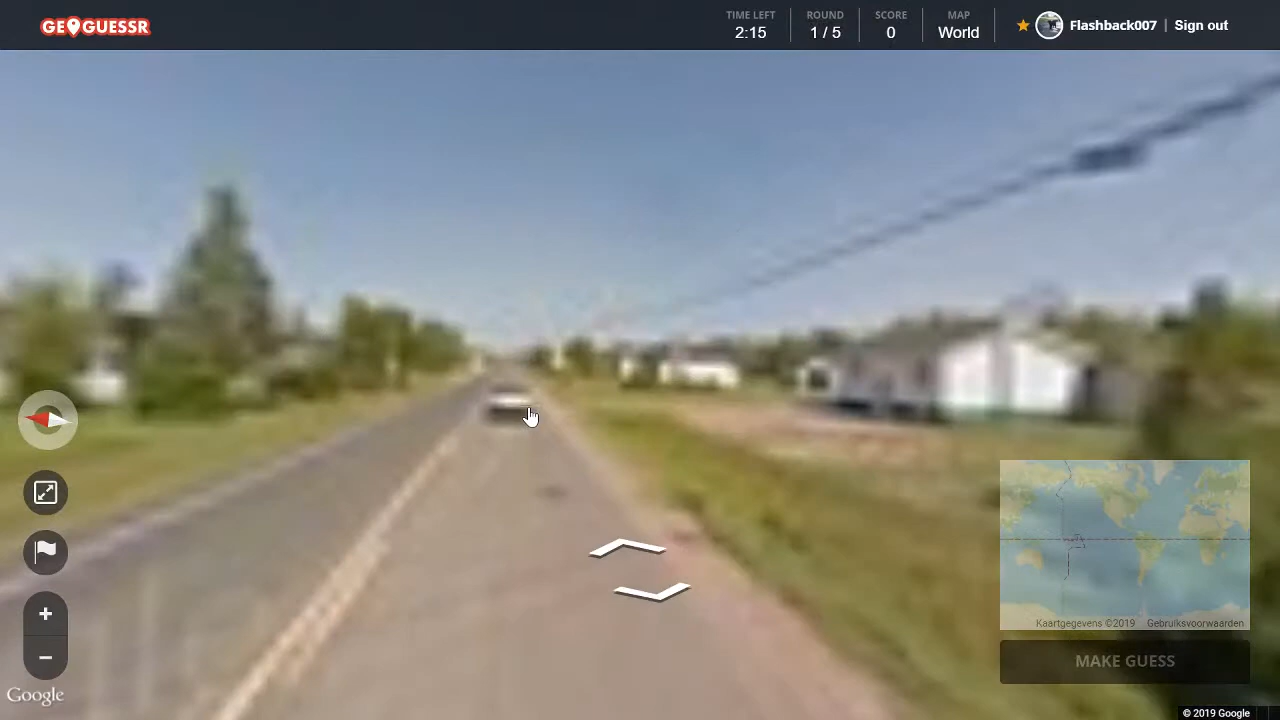 GEOGUESSR
TIME LEFT
2:15
ROUND
1 / 5
SCORE
0
MAP
World
Flashback007 | Sign out
Kaartgegevens ©2019 Gebruiksvoorwaarden
MAKE GUESS
Google
© 2019 Google